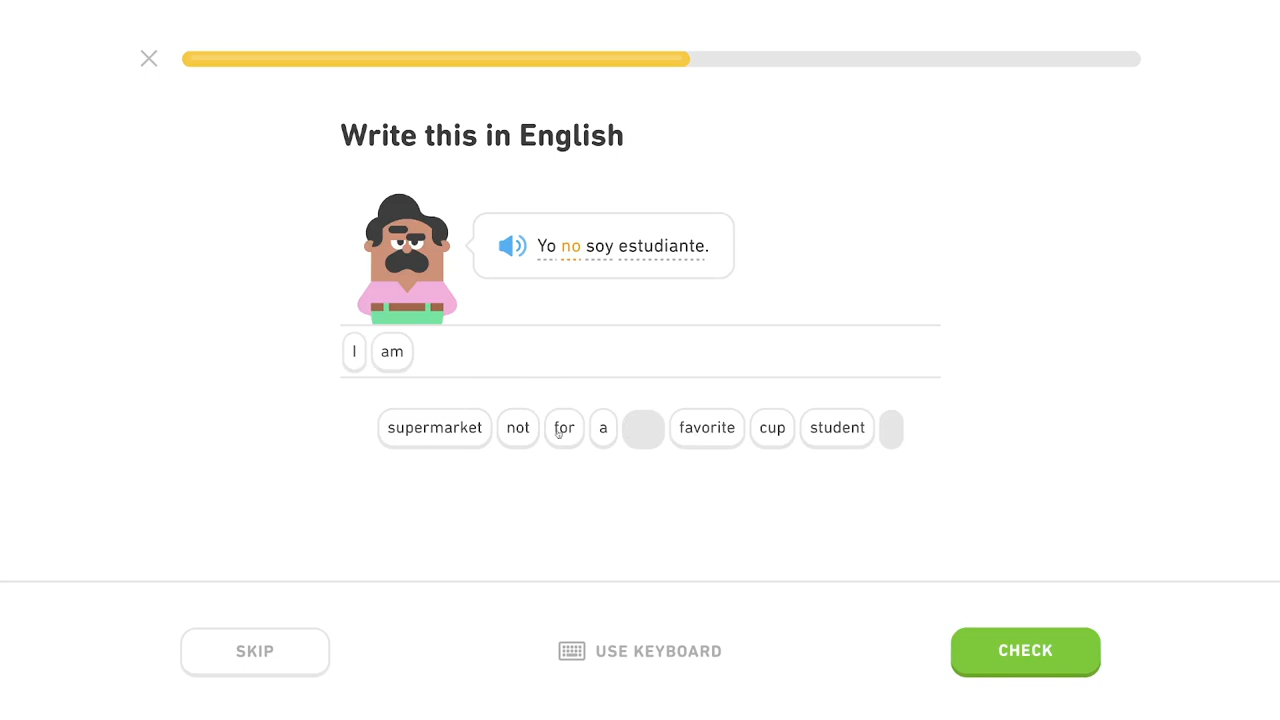 Write this in English
Yo no soy estudiante.
I am
supermarket not for a favorite cup student
SKIP USE KEYBOARD CHECK